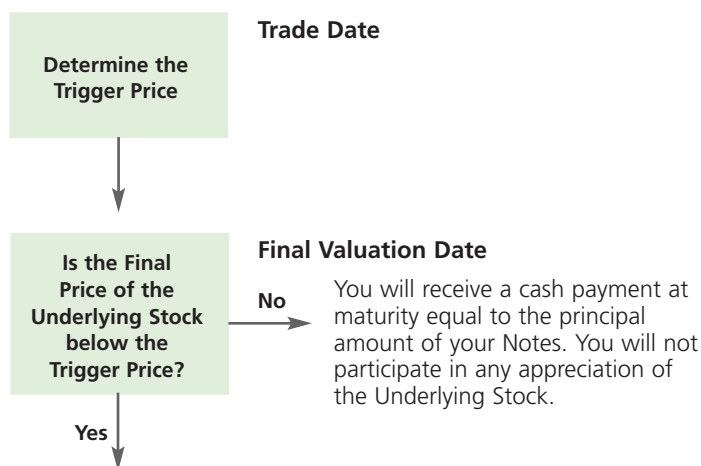 Trade Date
Determine the
Trigger Price
Final Valuation Date
Is the Final
Price of the
Underlying Stock
below the
Trigger Price?
No
You will receive a cash payment at
maturity equal to the principal
amount of your Notes. You will not
participate in any appreciation of
the Underlying Stock.
Yes